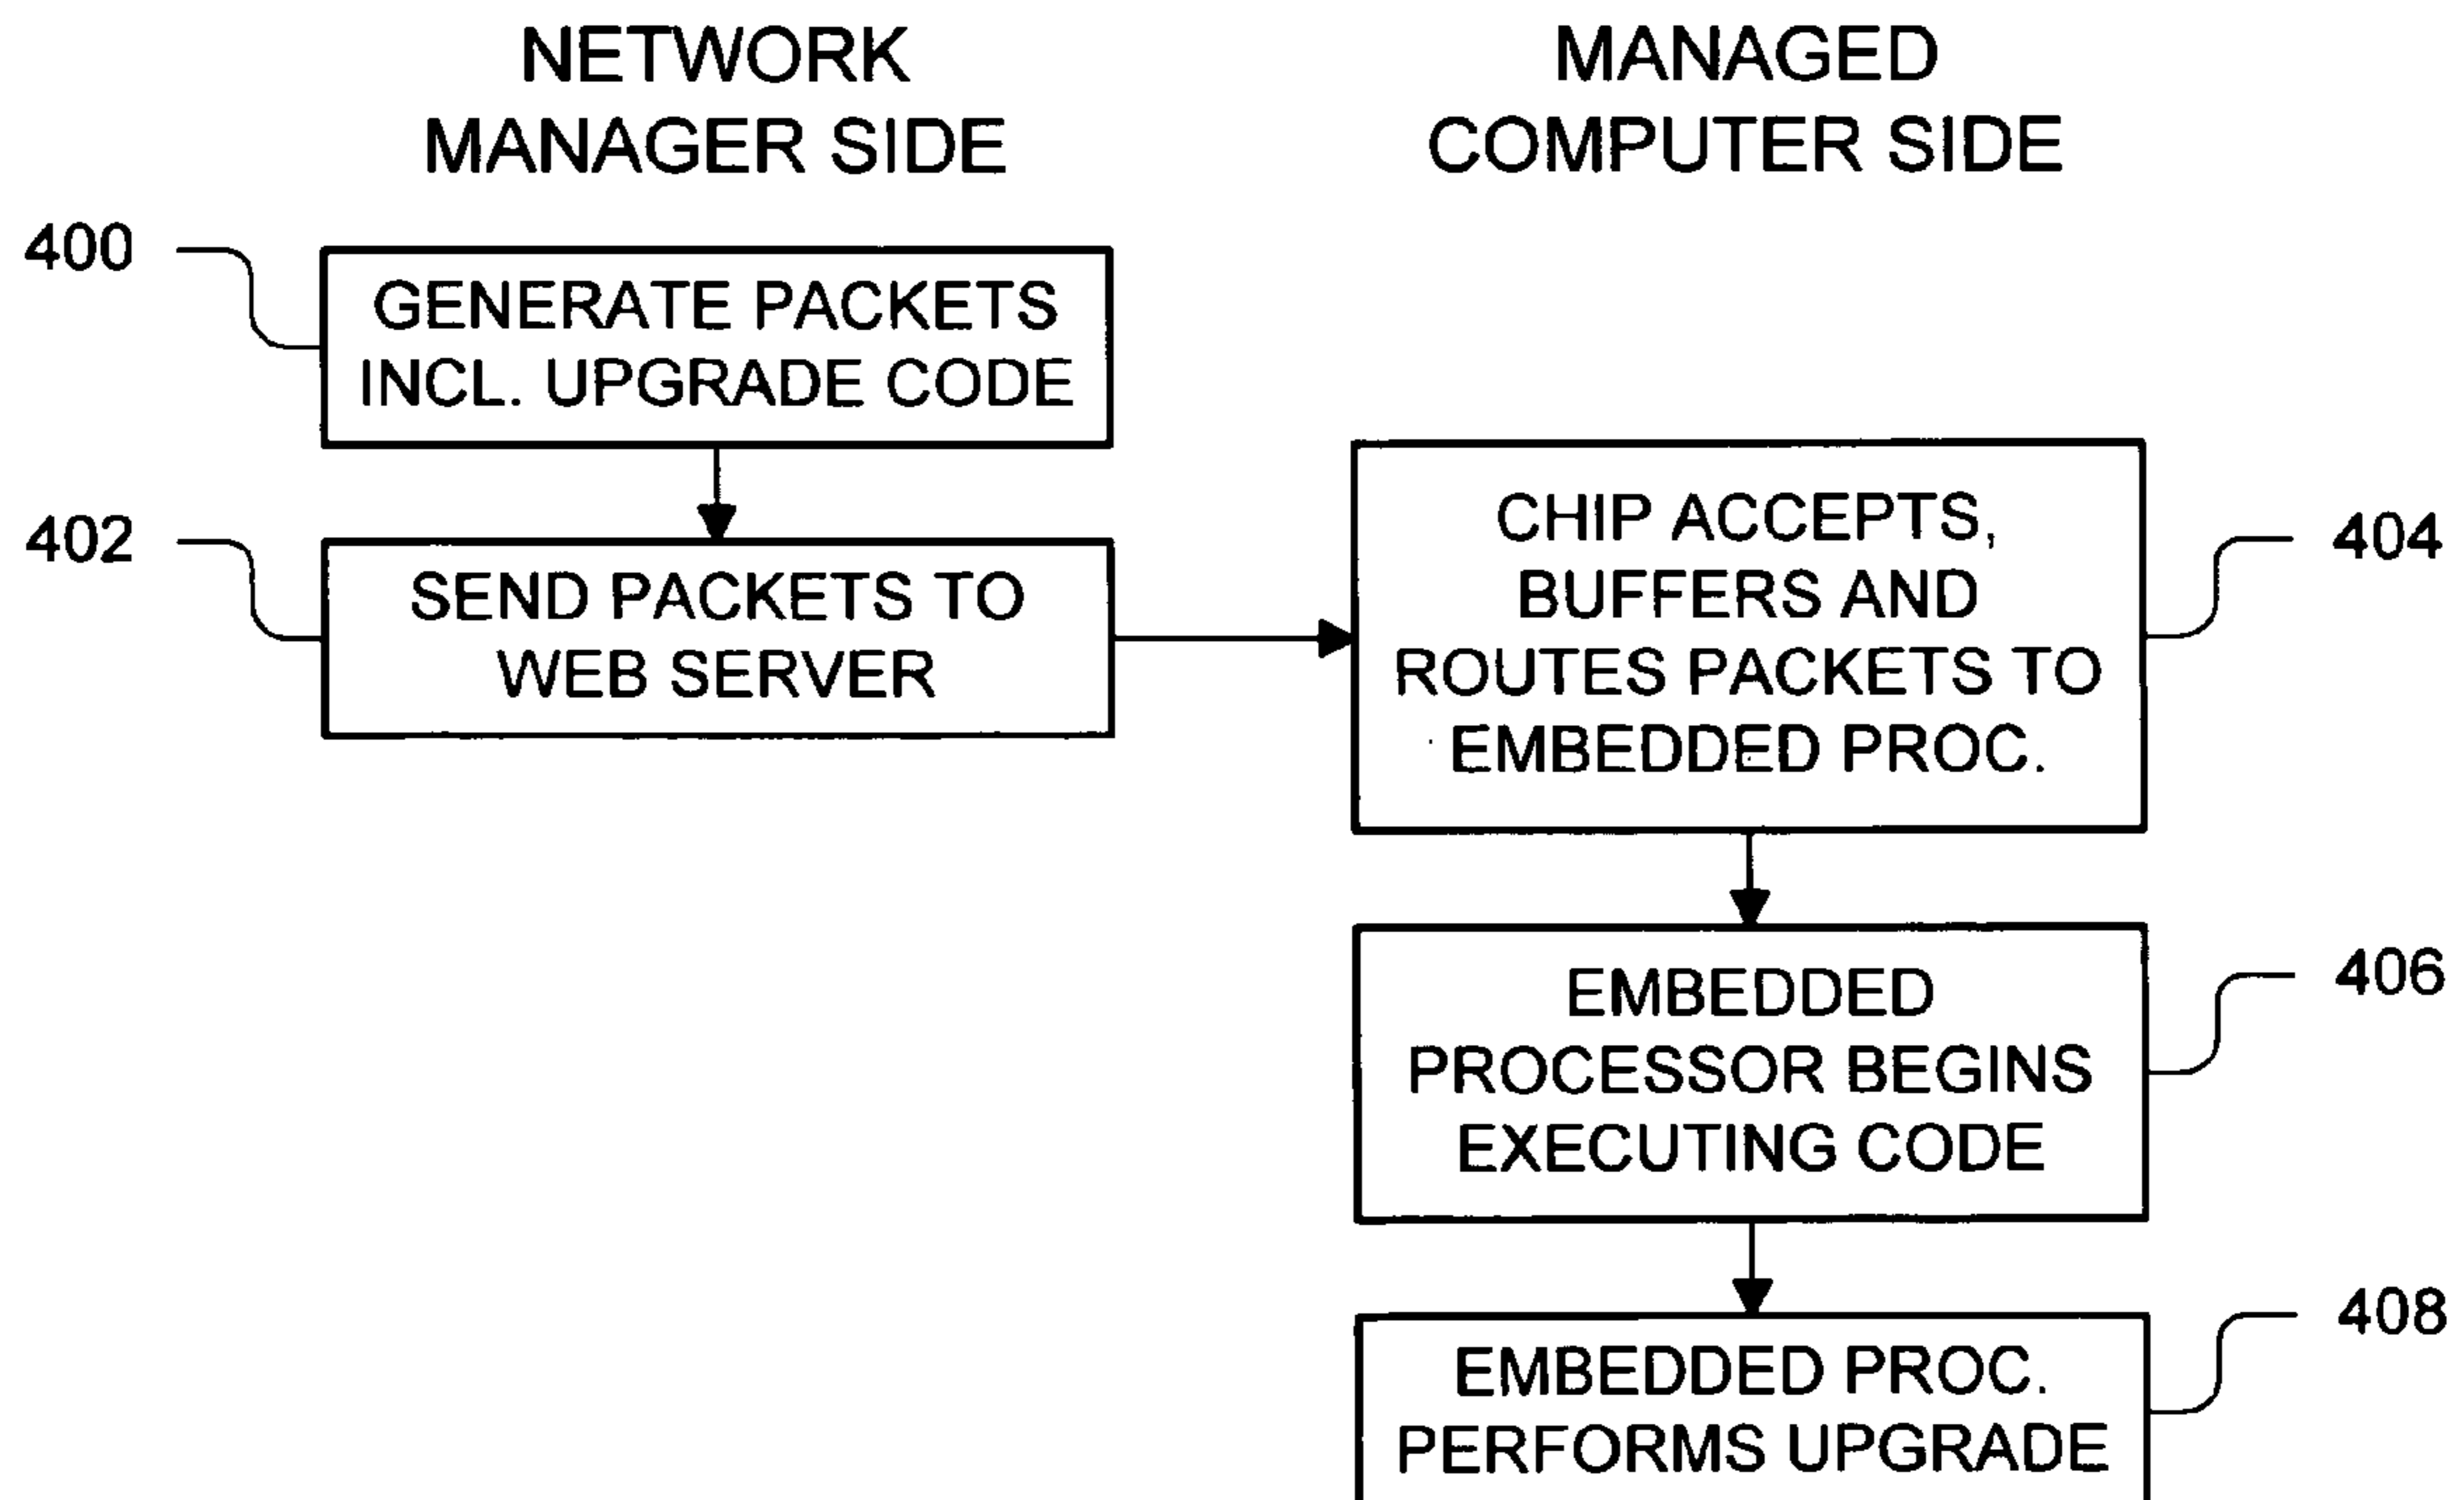 NETWORK
MANAGER SIDE
MANAGED
COMPUTER SIDE
400
GENERATE PACKETS
INCL. UPGRADE CODE
402
SEND PACKETS TO
WEB SERVER
CHIP ACCEPTS,
BUFFERS AND
ROUTES PACKETS TO
EMBEDDED PROC.
404
EMBEDDED
PROCESSOR BEGINS
EXECUTING CODE
406
EMBEDDED PROC.
PERFORMS UPGRADE
408